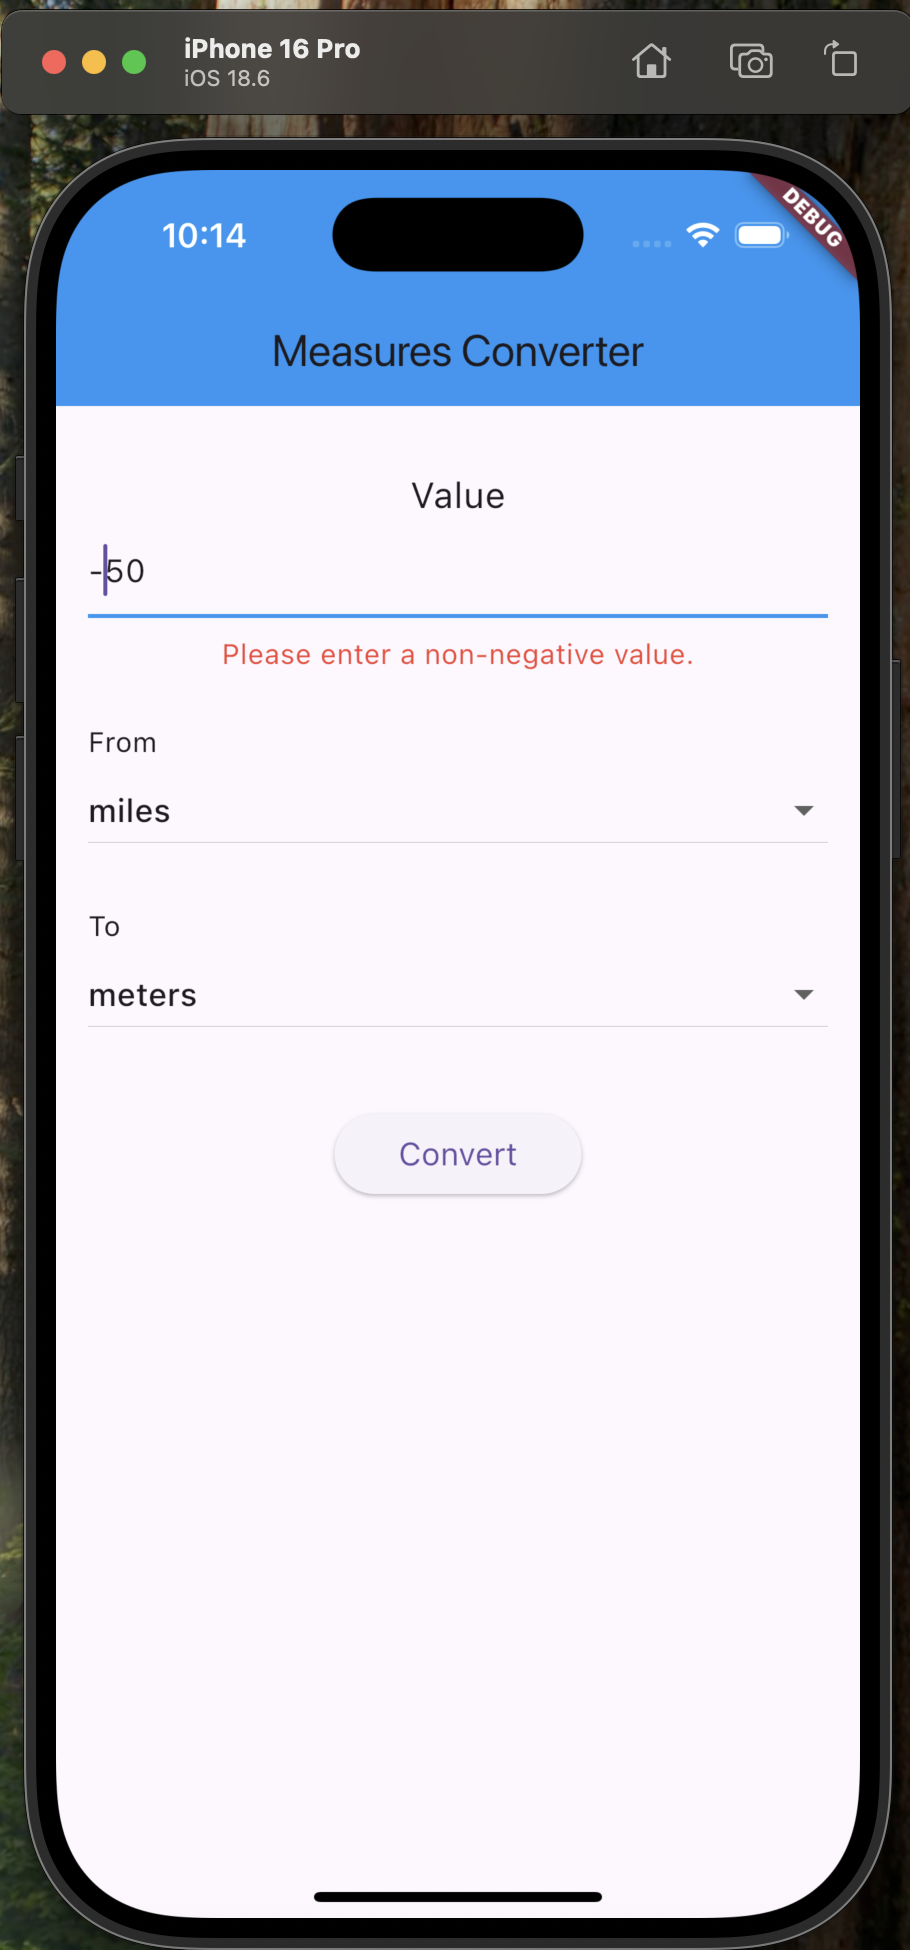 iPhone 16 Pro
iOS 18.6
10:14
DEBUG
Measures Converter
Value
-50
Please enter a non-negative value.
From
miles
To
meters
Convert